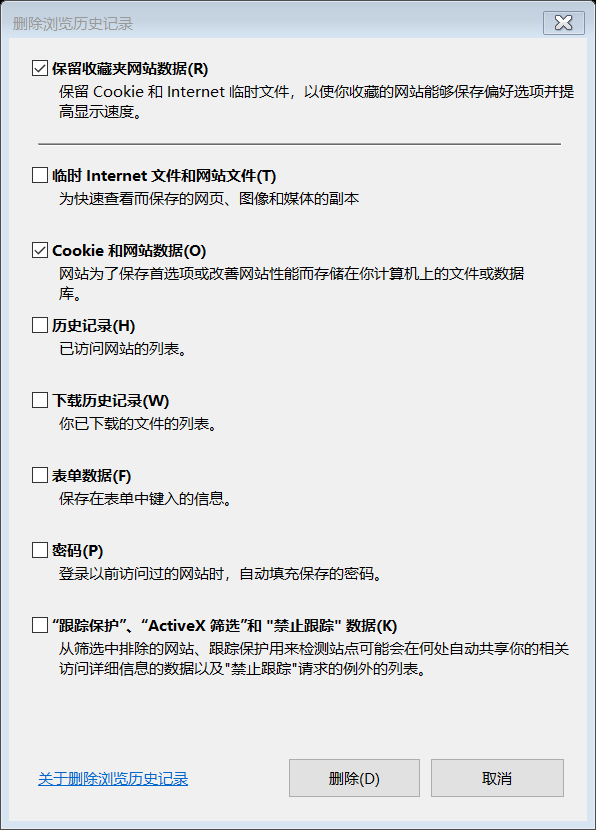 删除浏览历史记录
保留收藏夹网站数据(R)
保留 Cookie 和 Internet 临时文件，以使你收藏的网站能够保存偏好选项并提
高显示速度。
临时 Internet 文件和网站文件(T)
为快速查看而保存的网页、图像和媒体的副本
Cookie 和网站数据(O)
网站为了保存首选项或改善网站性能而存储在你计算机上的文件或数据
库。
历史记录(H)
已访问网站的列表。
下载历史记录(W)
你已下载的文件的列表。
表单数据(F)
保存在表单中键入的信息。
密码(P)
登录以前访问过的网站时，自动填充保存的密码。
“跟踪保护”、“ActiveX 筛选”和 "禁止跟踪" 数据(K)
从筛选中排除的网站、跟踪保护用来检测站点可能会在何处自动共享你的相关
访问详细信息的数据以及"禁止跟踪"请求的例外的列表。
关于删除浏览历史记录
删除(D)
取消